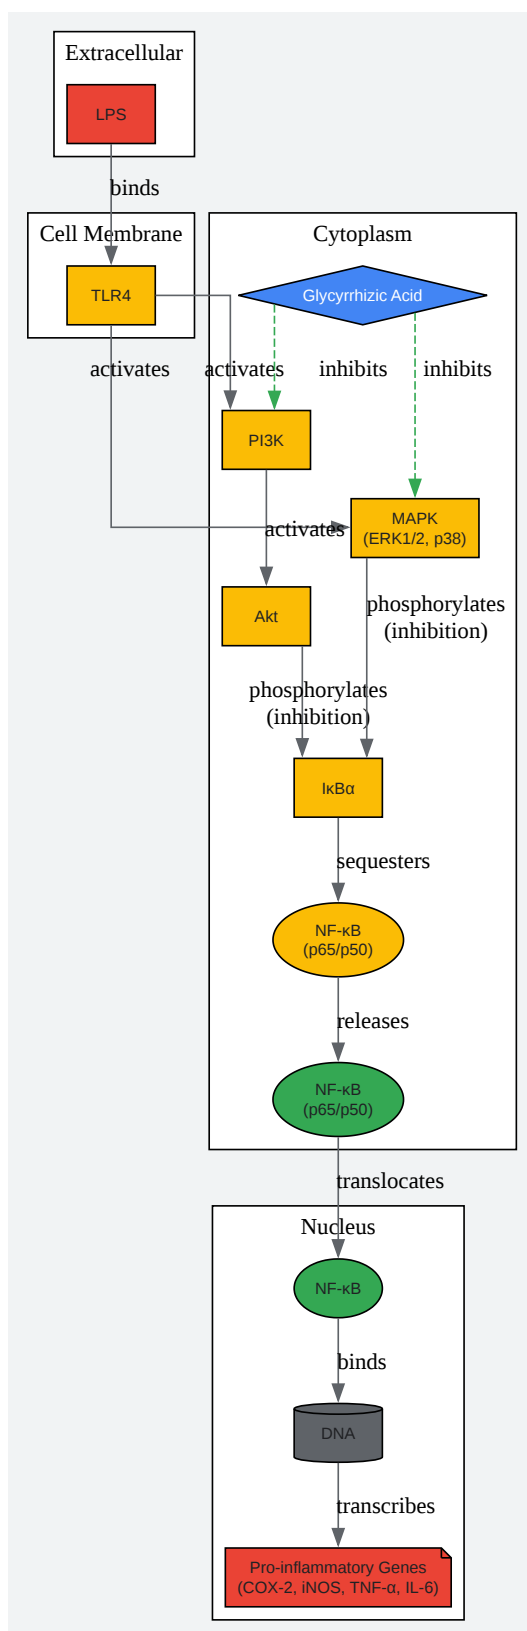 Extracellular
LPS
binds
Cell Membrane
Cytoplasm
TLR4
Glycyrrhizic Acid
activates
activates
inhibits
inhibits
PI3K
MAPK
(ERK1/2, p38)
activates
Akt
phosphorylates
(inhibition)
phosphorylates
(inhibition)
IκBα
sequesters
NF-κB
(p65/p50)
releases
NF-κB
(p65/p50)
translocates
Nucleus
NF-κB
binds
DNA
transcribes
Pro-inflammatory Genes
(COX-2, iNOS, TNF-α, IL-6)